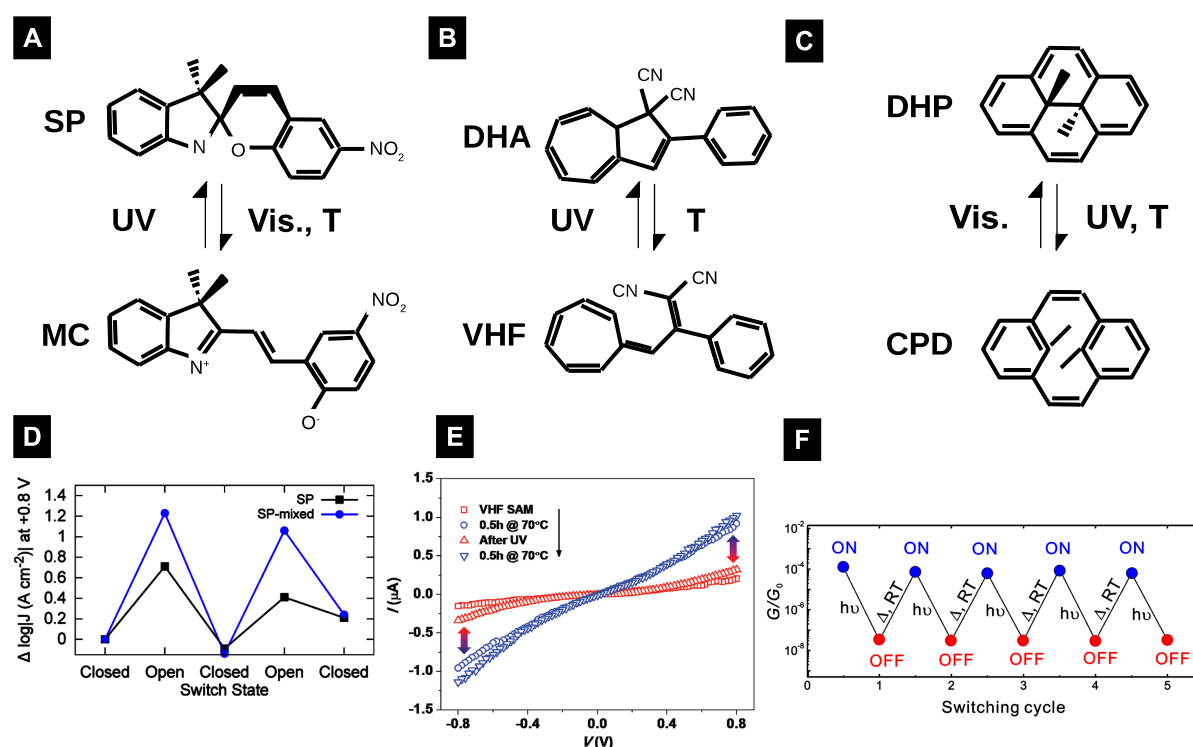 A
SP
N
O
NO2
UV
Vis., T
MC
N+
NO2
O-
B
CN
CN
DHA
UV
T
CN
CN
VHF
C
DHP
Vis.
UV, T
CPD
D
Δ log|J (A cm-2)| at +0.8 V
1.4
1.2
1
0.8
0.6
0.4
0.2
0
SP
SP-mixed
Closed
Open
Closed
Open
Closed
Switch State
E
I (μA)
1.5
1.0
0.5
0.0
-0.5
-1.0
-1.5
VHF SAM
0.5h @ 70°C
After UV
0.5h @ 70°C
-0.8
-0.4
0.0
0.4
0.8
V(V)
F
G/G0
10-2
10-4
10-6
10-8
ON
ON
ON
ON
ON
hυ
Δ, RT
hυ
Δ, RT
hυ
Δ, RT
hυ
Δ, RT
hυ
OFF
OFF
OFF
OFF
OFF
0
1
2
3
4
5
Switching cycle